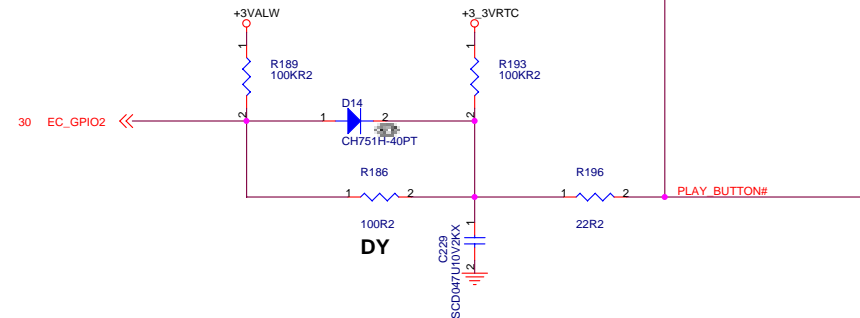 +3VALW
+3_3VRTC
1
1
R189
100KR2
R193
100KR2
2
2
30 EC_GPIO2
D14
1
2
CH751H-40PT
R186
R196
1
2
1
2
PLAY_BUTTON#
100R2
22R2
DY
1
2
C229
SCD047U10V2KX